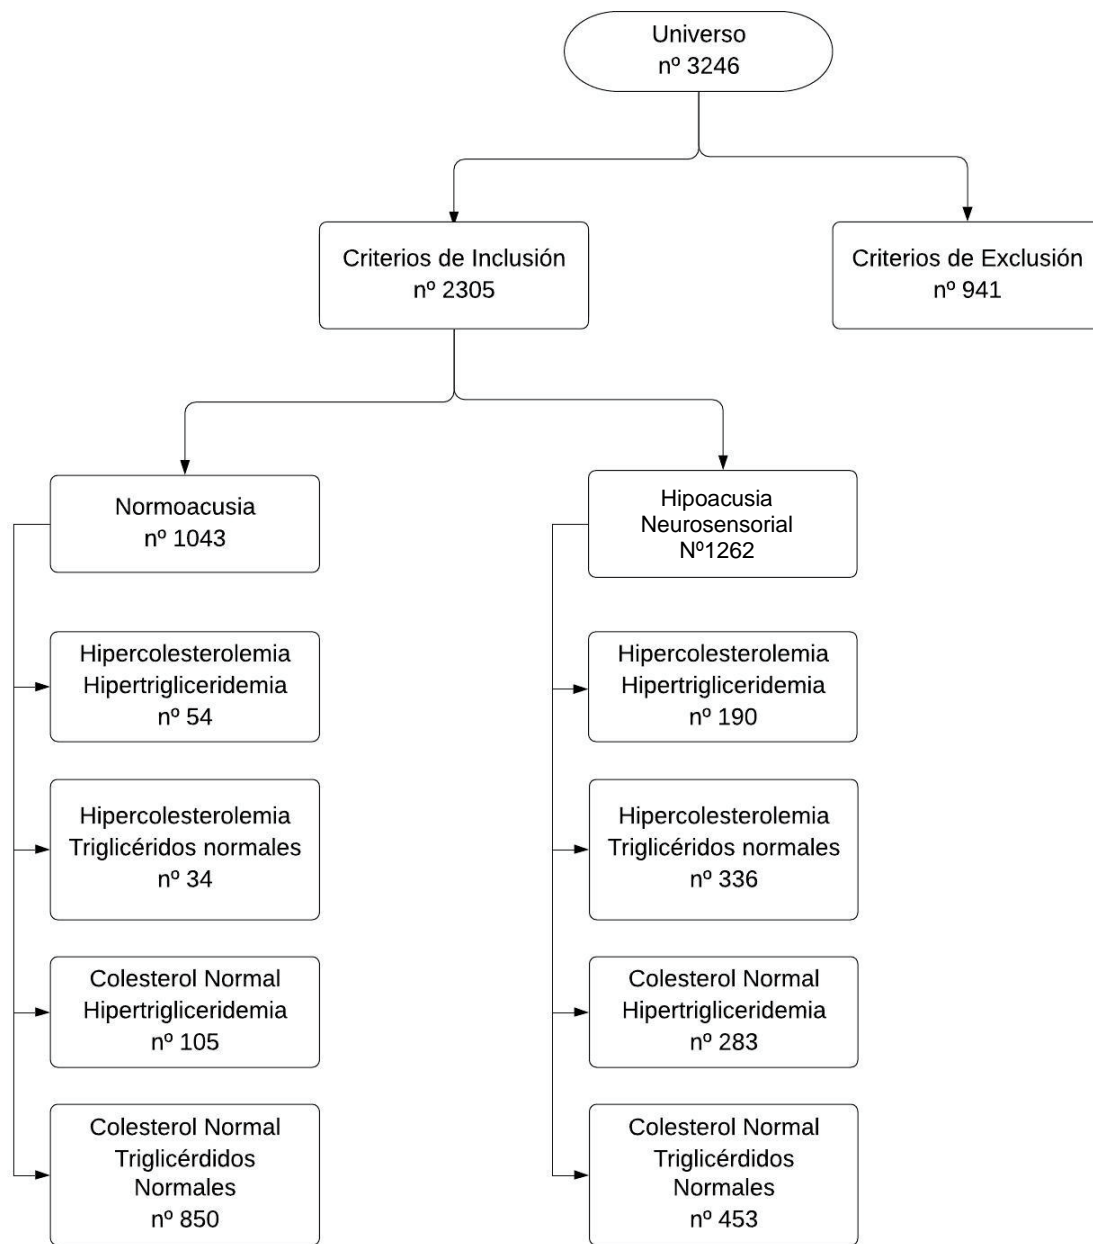 Universo
nº 3246
Criterios de Inclusión
nº 2305
Criterios de Exclusión
nº 941
Normoacusia
nº 1043
Hipoacusia
Neurosensorial
Nº1262
Hipercolesterolemia
Hipertrigliceridemia
nº 54
Hipercolesterolemia
Hipertrigliceridemia
nº 190
Hipercolesterolemia
Triglicéridos normales
nº 34
Hipercolesterolemia
Triglicéridos normales
nº 336
Colesterol Normal
Hipertrigliceridemia
nº 105
Colesterol Normal
Hipertrigliceridemia
nº 283
Colesterol Normal
Triglicérdidos
Normales
nº 850
Colesterol Normal
Triglicérdidos
Normales
nº 453